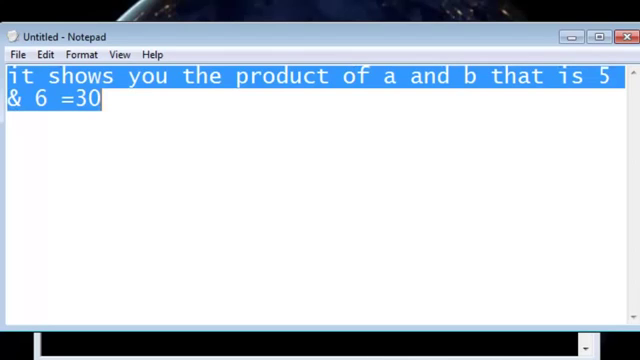 Untitled - Notepad
File Edit Format View Help
it shows you the product of a and b that is 5
& 6 =30